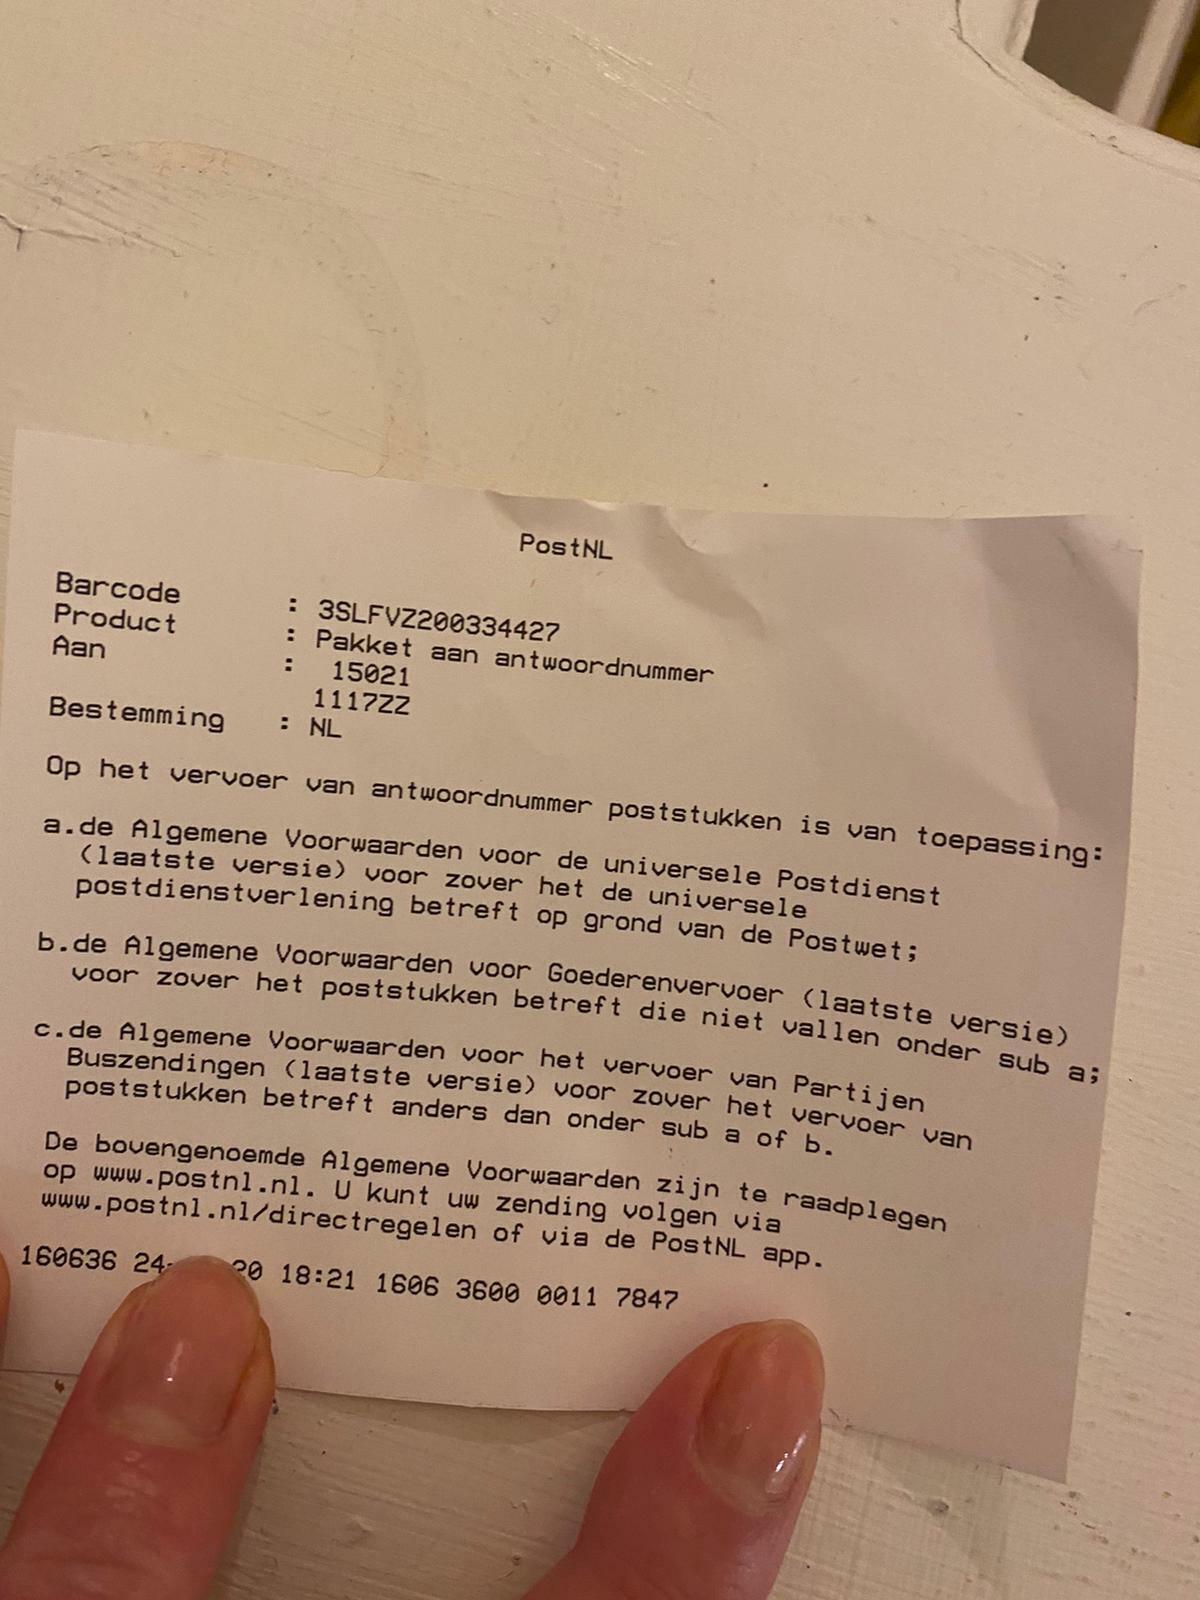 PostNL
Barcode : 3SLFVZ200334427
Product : Pakket aan antwoordnummer
Aan : 15021
1117ZZ
Bestemming : NL
Op het vervoer van antwoordnummer poststukken is van toepassing:
a.de Algemene Voorwaarden voor de universele Postdienst
(laatste versie) voor zover het de universele
postdienstverlening betreft op grond van de Postwet;
b.de Algemene Voorwaarden voor Goederenvervoer (laatste versie)
voor zover het poststukken betreft die niet vallen onder sub a;
c.de Algemene Voorwaarden voor het vervoer van Partijen
Buszendingen (laatste versie) voor zover het vervoer van
poststukken betreft anders dan onder sub a of b.
De bovengenoemde Algemene Voorwaarden zijn te raadplegen
op www.postnl.nl. U kunt uw zending volgen via
www.postnl.nl/directregelen of via de PostNL app.
160636 24- 20 18:21 1606 3600 0011 7847